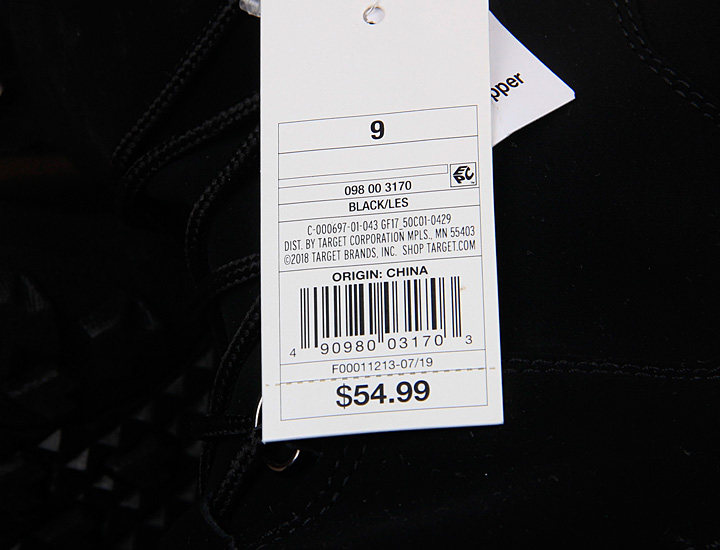 pper
9
098 00 3170
BLACK/LES
C-000697-01-043 GF17_50C01-0429
DIST. BY TARGET CORPORATION MPLS., MN 55403
©2018 TARGET BRANDS, INC. SHOP TARGET.COM
ORIGIN: CHINA
4 90980 03170 3
F00011213-07/19
$54.99